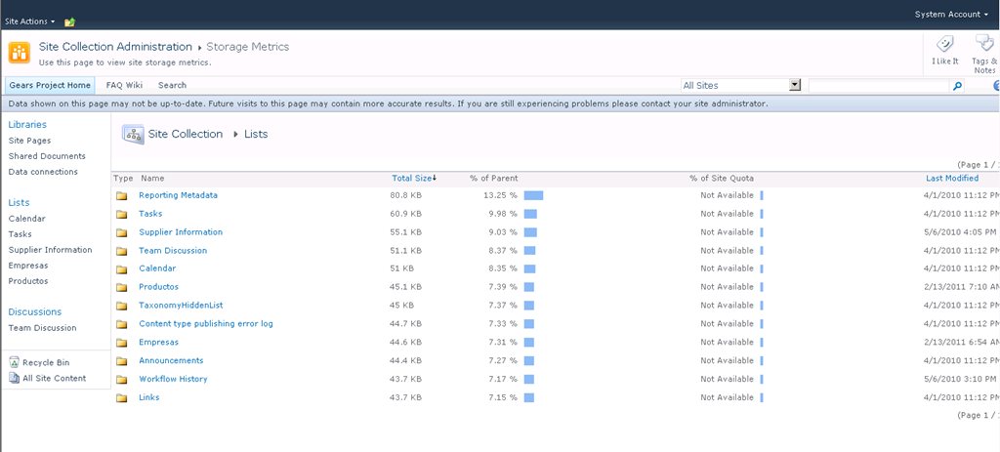 System Account
Site Actions
Site Collection Administration Storage Metrics
Use this page to view site storage metrics.
I Like It Tags & Notes
Gears Project Home FAQ Wiki Search All Sites
Data shown on this page may not be up-to-date. Future visits to this page may contain more accurate results. If you are still experiencing problems please contact your site administrator.
Libraries
Site Pages
Shared Documents
Data connections
Lists
Calendar
Tasks
Supplier Information
Empresas
Productos
Discussions
Team Discussion
Recycle Bin
All Site Content
Site Collection Lists
(Page 1 /
Type Name Total Size % of Parent % of Site Quota Last Modified
Reporting Metadata 80.8 KB 13.25 % Not Available 4/1/2010 11:12 PM
Tasks 60.9 KB 9.98 % Not Available 4/1/2010 11:12 PM
Supplier Information 55.1 KB 9.03 % Not Available 5/6/2010 4:05 PM
Team Discussion 51.1 KB 8.37 % Not Available 4/1/2010 11:12 PM
Calendar 51 KB 8.35 % Not Available 4/1/2010 11:12 PM
Productos 45.1 KB 7.39 % Not Available 2/13/2011 7:10 AM
TaxonomyHiddenList 45 KB 7.37 % Not Available 4/1/2010 11:12 PM
Content type publishing error log 44.7 KB 7.33 % Not Available 4/1/2010 11:12 PM
Empresas 44.6 KB 7.31 % Not Available 2/13/2011 6:54 AM
Announcements 44.4 KB 7.27 % Not Available 4/1/2010 11:12 PM
Workflow History 43.7 KB 7.17 % Not Available 5/6/2010 3:10 PM
Links 43.7 KB 7.15 % Not Available 4/1/2010 11:12 PM
(Page 1 /